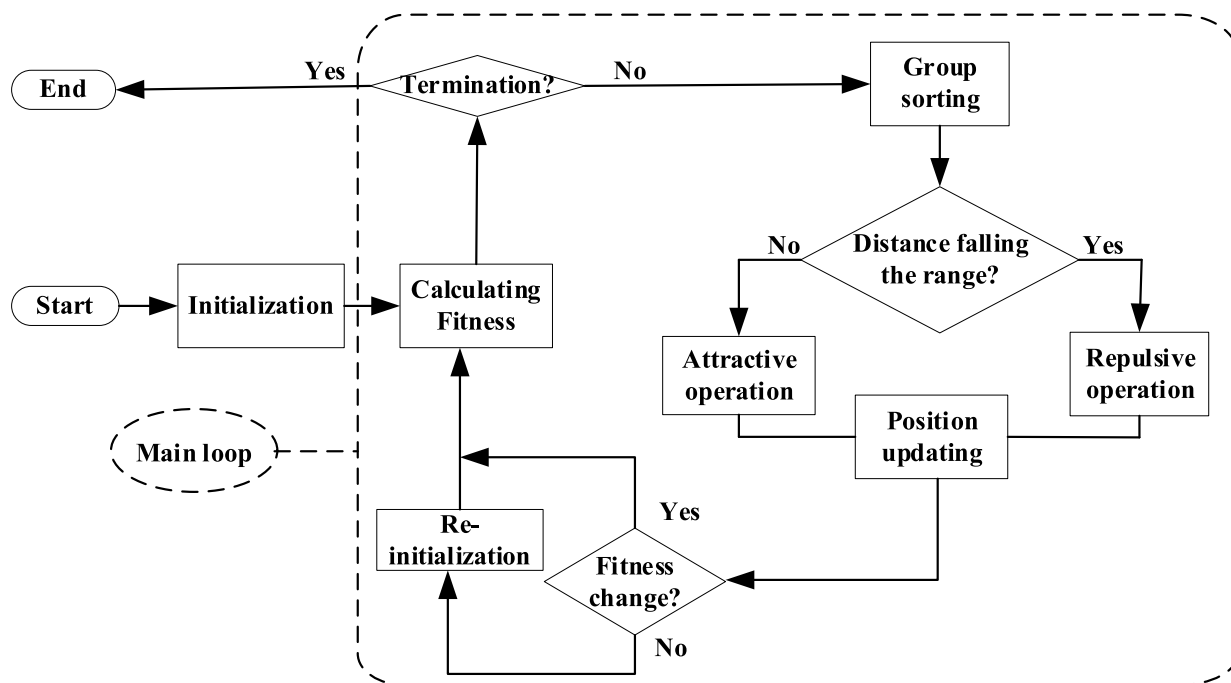 End
Yes
Termination?
No
Group
sorting
No
Distance falling
the range?
Yes
Start
Initialization
Calculating
Fitness
Attractive
operation
Repulsive
operation
Position
updating
Main loop
Re-
initialization
Yes
Fitness
change?
No